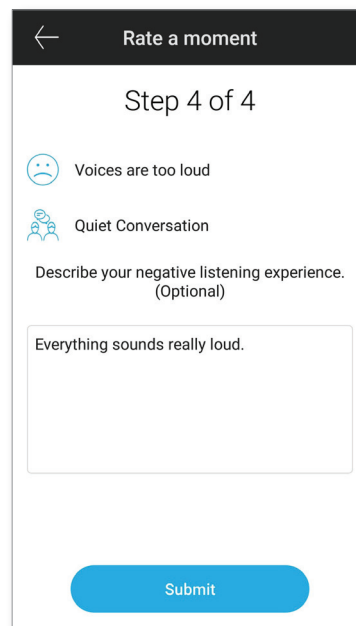 Rate a moment
Step 4 of 4
Voices are too loud
Quiet Conversation
Describe your negative listening experience.
(Optional)
Everything sounds really loud.
Submit